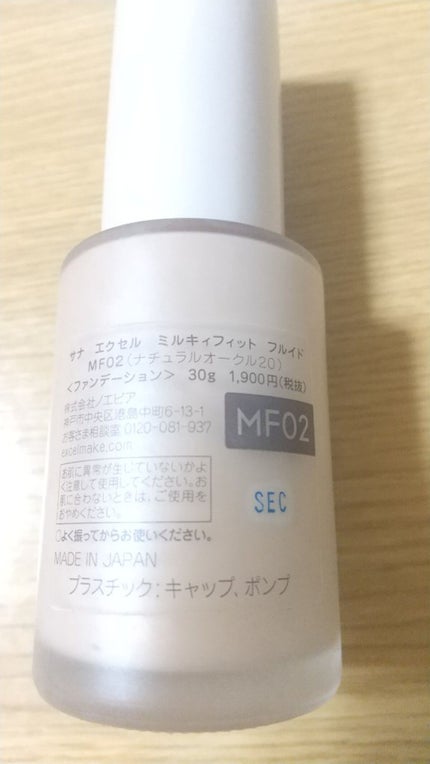 サナ エクセル ミルキィフィット フルイド
MF02(ナチュラルオークル20)
<ファンデーション> 30g 1,900円(税抜)
株式会社ノエビア
神戸市中央区港島中町6-13-1
お客さま相談室 0120-081-937
excelmake.com
MF02
お肌に異常が生じていないかよ
く注意して使用してください。お
肌に合わないときは、ご使用を
おやめください。
SEC
○よく振ってからお使いください。
MADE IN JAPAN
プラスチック:キャップ、ポンプ